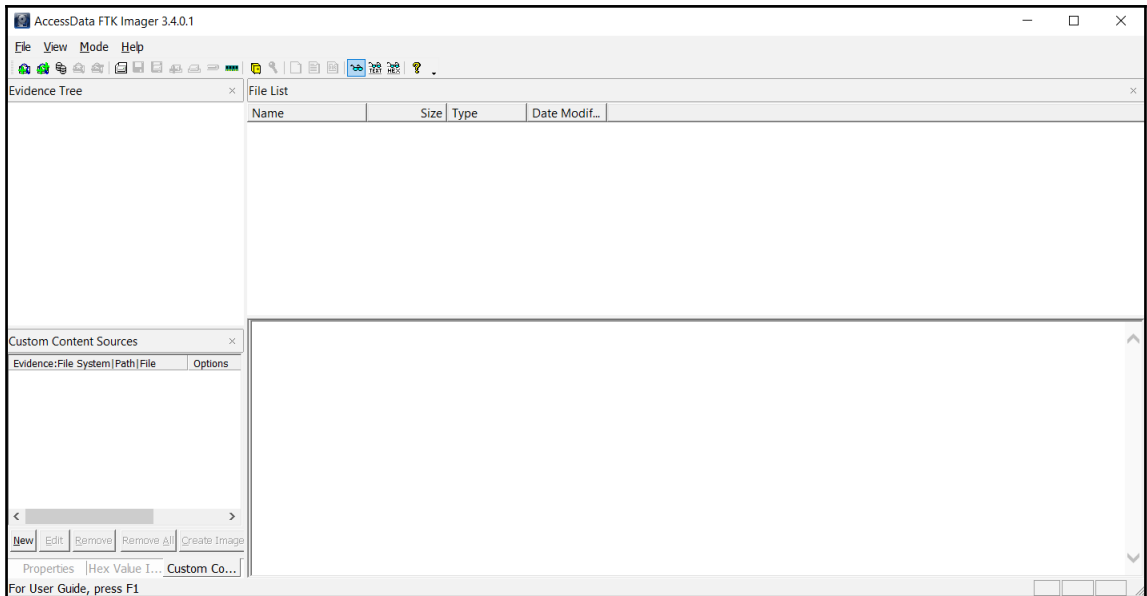 AccessData FTK Imager 3.4.0.1
File View Mode Help
TEXT HEX ?
Evidence Tree
File List
Name Size Type Date Modif...
Custom Content Sources
Evidence:File System|Path|File Options
New Edit Remove Remove All Create Image
Properties Hex Value I... Custom Co...
For User Guide, press F1